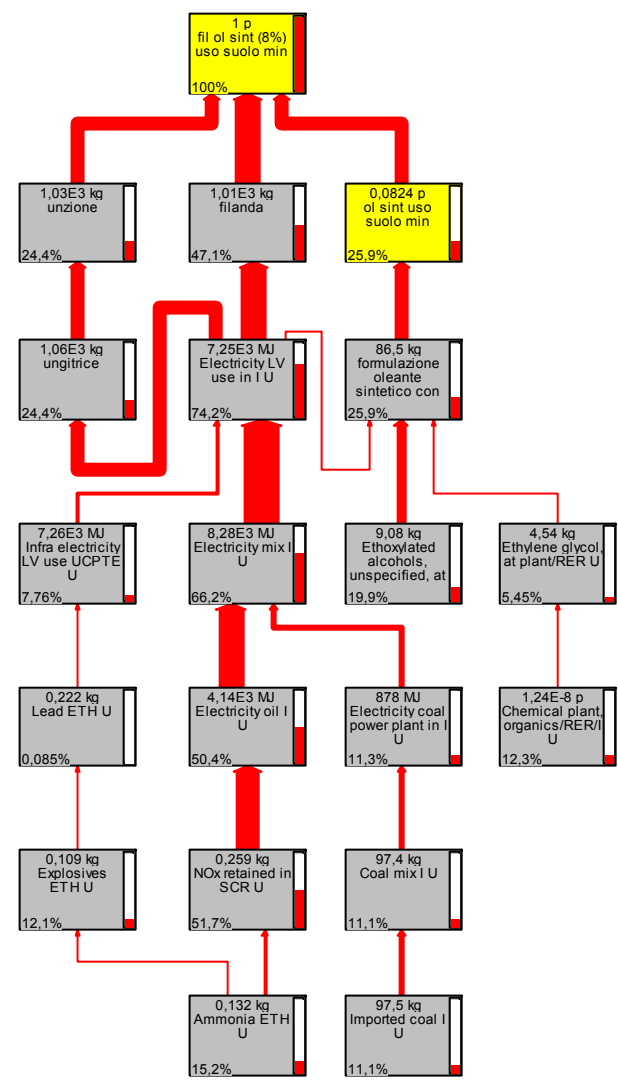 1 p
fil ol sint (8%)
uso suolo min
100%
1,03E3 kg
unzione
24,4%
1,01E3 kg
filanda
47,1%
0,0824 p
ol sint uso
suolo min
25,9%
1,06E3 kg
ungitrice
24,4%
7,25E3 MJ
Electricity LV
use in I U
74,2%
86,5 kg
formulazione
oleante
sintetico con
25,9%
7,26E3 MJ
Infra electricity
LV use UCPTE
U
7,76%
8,28E3 MJ
Electricity mix I
U
66,2%
9,08 kg
Ethoxylated
alcohols,
unspecified, at
19,9%
4,54 kg
Ethylene glycol,
at plant/RER U
5,45%
0,222 kg
Lead ETH U
0,085%
4,14E3 MJ
Electricity oil I
U
50,4%
878 MJ
Electricity coal
power plant in I
U
11,3%
1,24E-8 p
Chemical plant,
organics/RER/I
U
12,3%
0,109 kg
Explosives
ETH U
12,1%
0,259 kg
NOx retained in
SCR U
51,7%
97,4 kg
Coal mix I U
11,1%
0,132 kg
Ammonia ETH
U
15,2%
97,5 kg
Imported coal I
U
11,1%